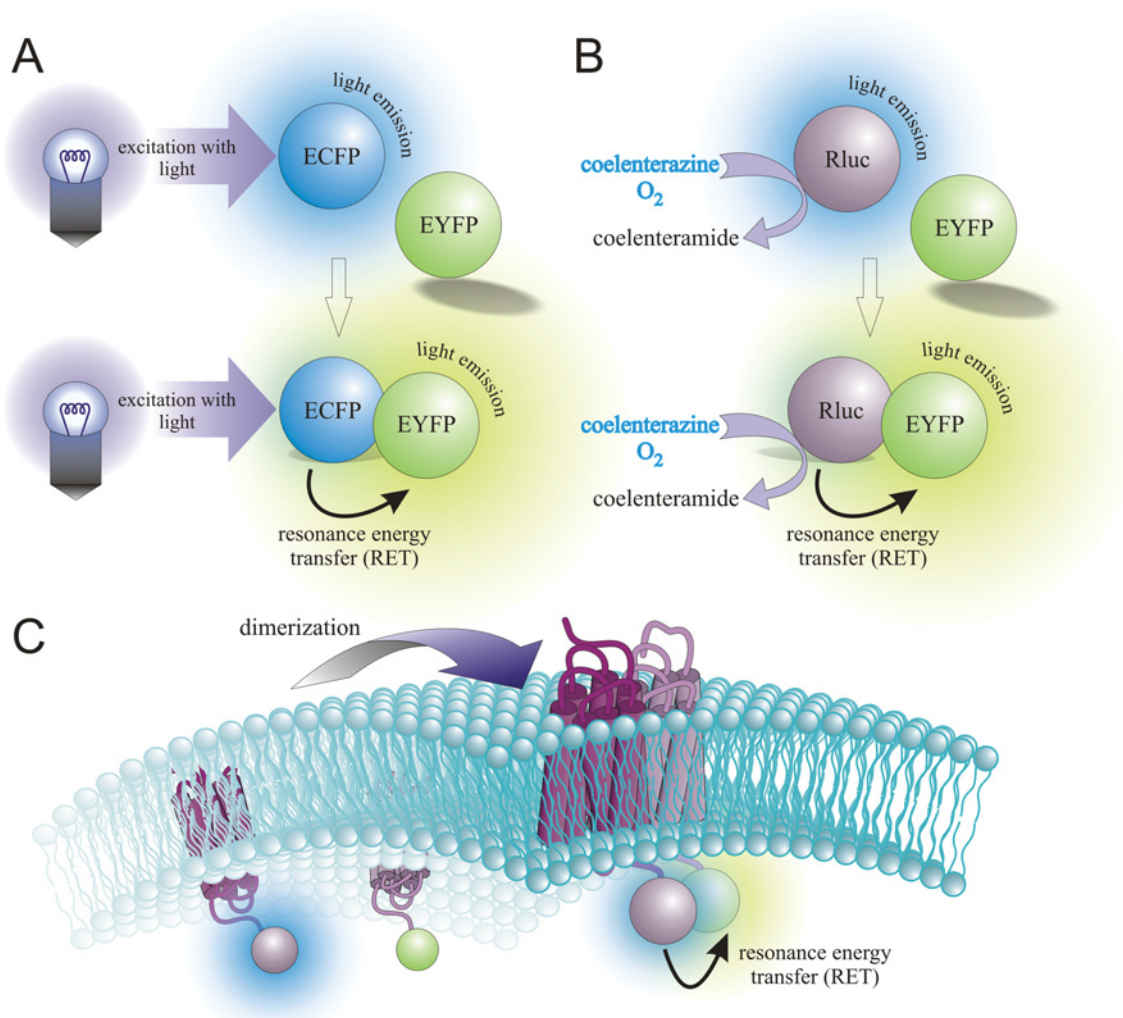 A
excitation with
light
ECFP
light emission
EYFP
excitation with
light
ECFP
EYFP
light emission
resonance energy
transfer (RET)
B
coelenterazine
O₂
coelenteramide
Rluc
light emission
EYFP
coelenterazine
O₂
coelenteramide
Rluc
EYFP
light emission
resonance energy
transfer (RET)
C
dimerization
resonance energy
transfer (RET)